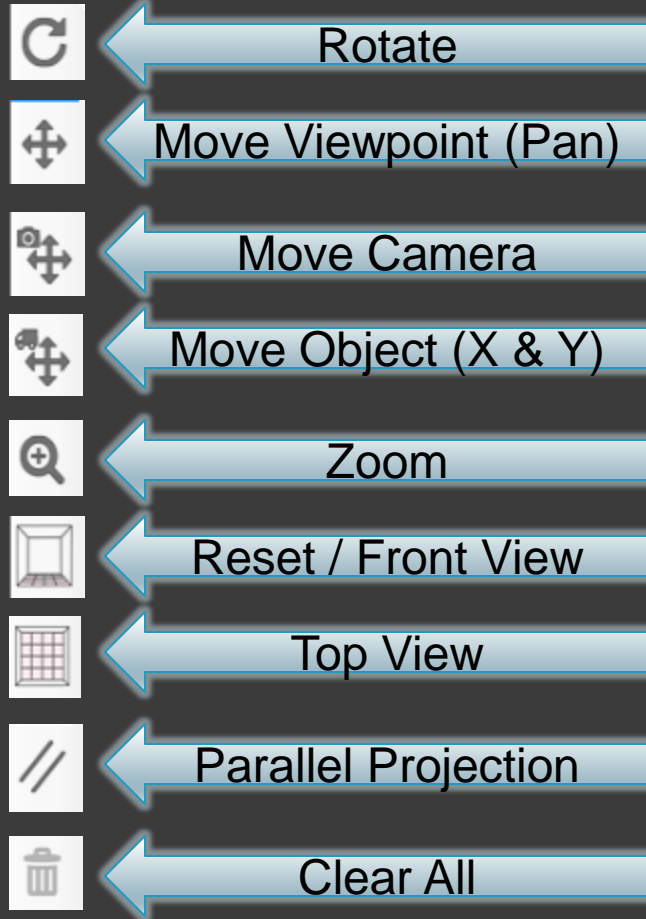 Rotate
Move Viewpoint (Pan)
Move Camera
Move Object (X & Y)
Zoom
Reset / Front View
Top View
Parallel Projection
Clear All